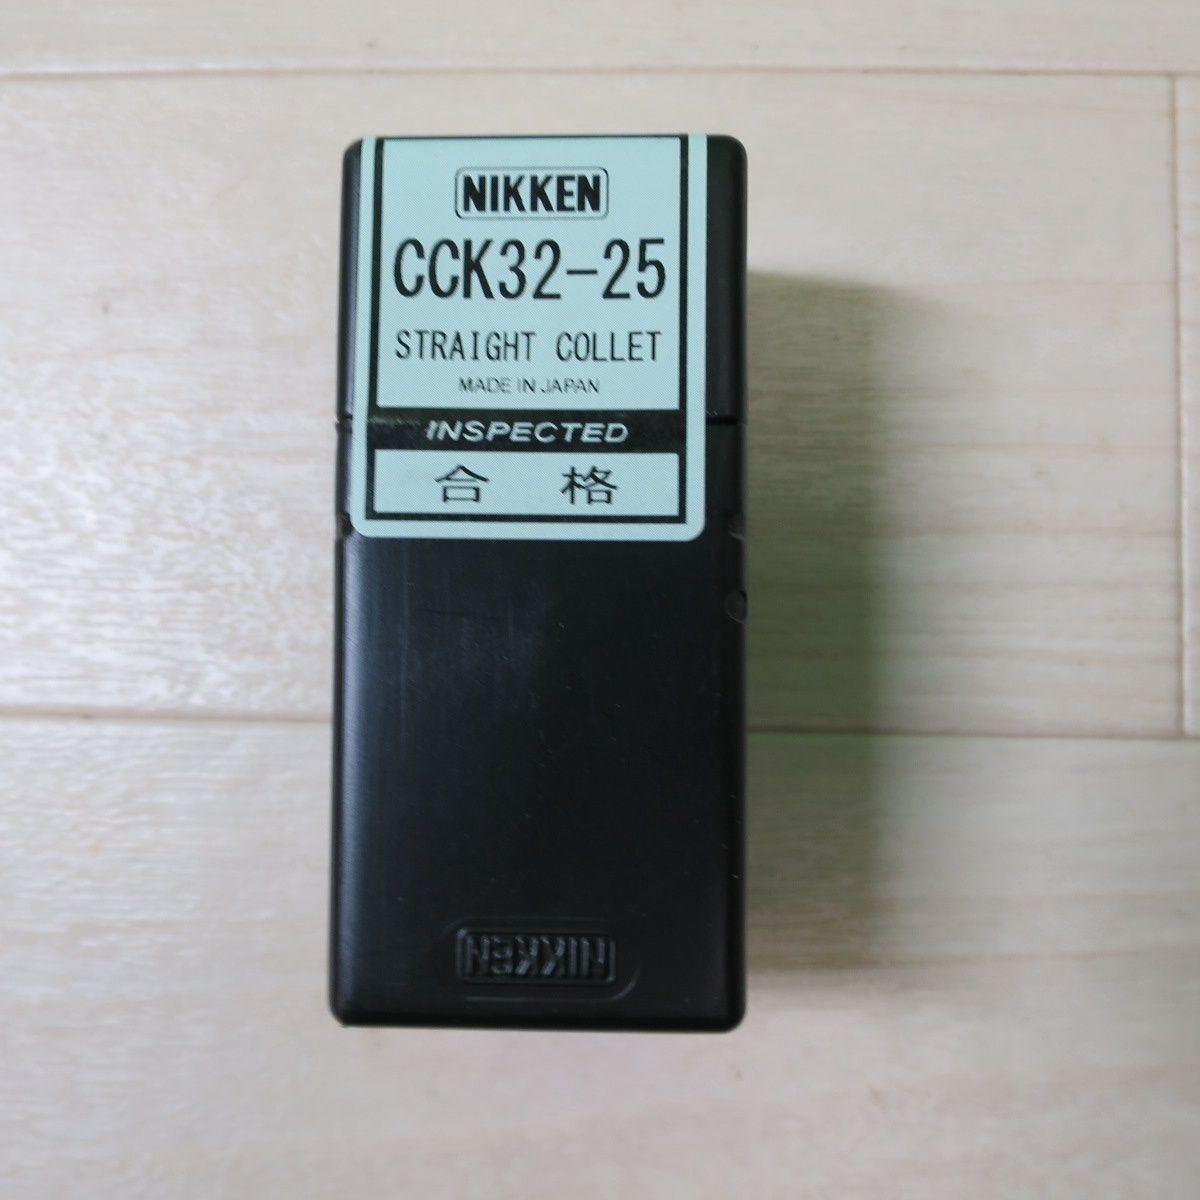 NIKKEN
CCK32-25
STRAIGHT COLLET
MADE IN JAPAN
INSPECTED
合格
NIKKEN